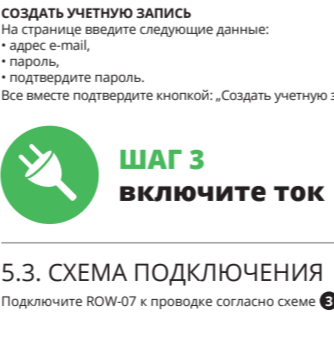 СОЗДАТЬ УЧЕТНУЮ ЗАПИСЬ
На странице введите следующие данные:
• адрес e-mail,
• пароль,
• подтвердите пароль.
Все вместе подтвердите кнопкой: „Создать учетную
ШАГ 3
включите ток
5.3. СХЕМА ПОДКЛЮЧЕНИЯ
Подключите ROW-07 к проводке согласно схеме 3